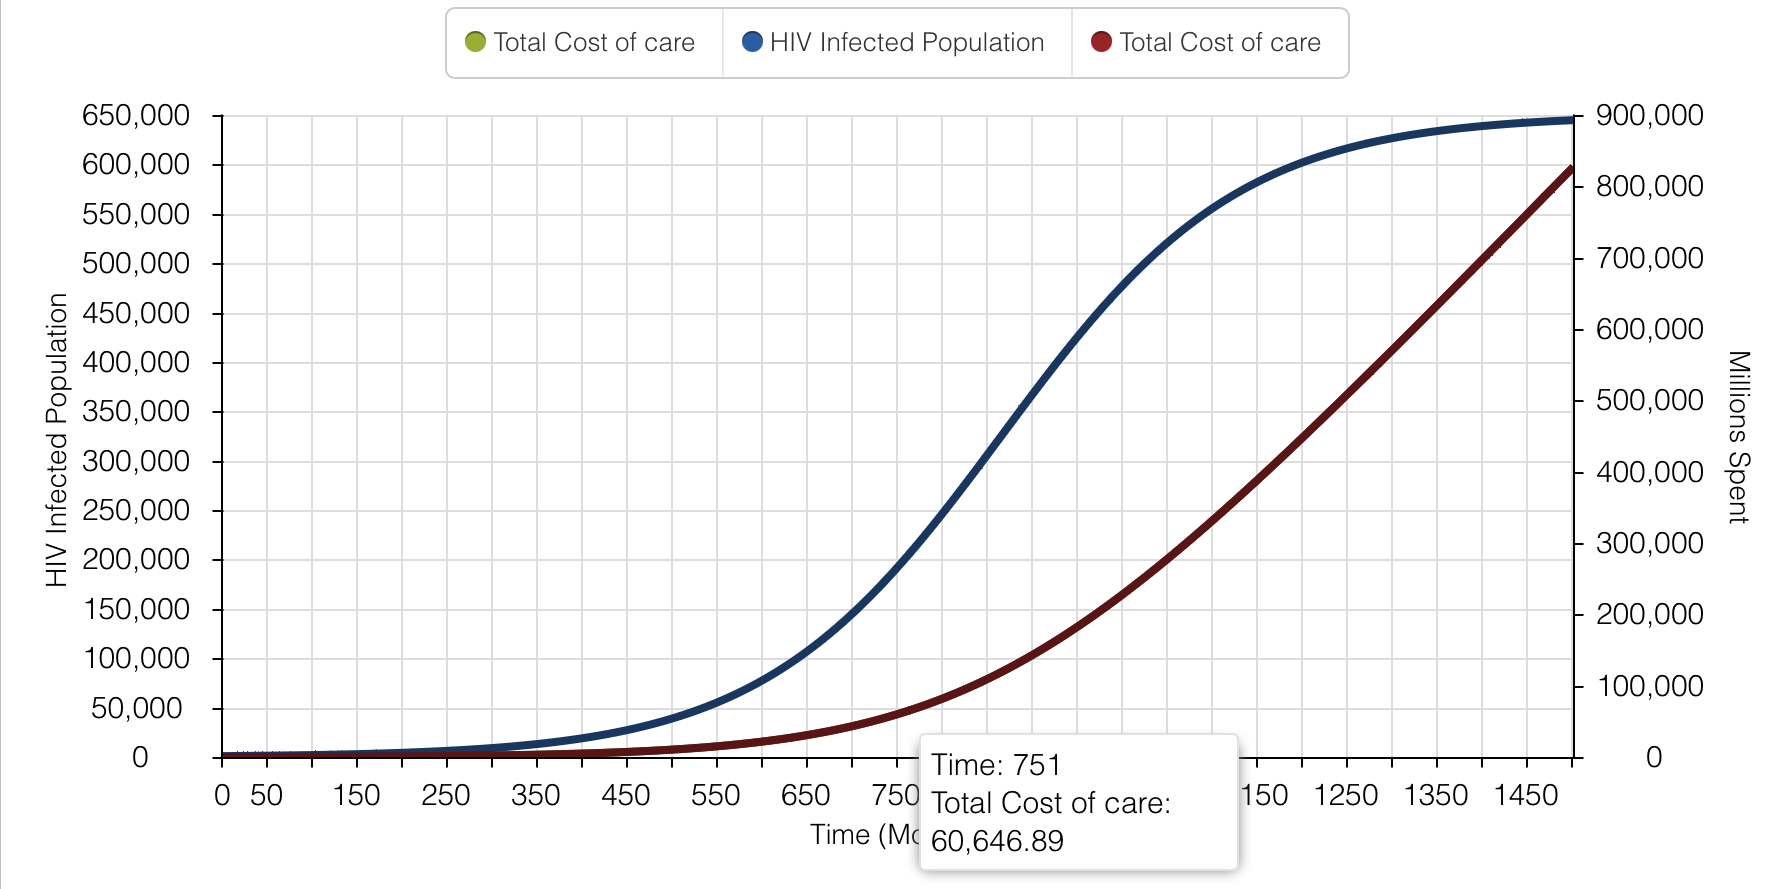 Total Cost of care HIV Infected Population Total Cost of care
650,000 900,000
600,000
800,000
550,000
500,000 700,000
450,000
600,000
400,000
350,000 500,000
300,000 400,000
250,000
300,000
200,000
150,000 200,000
100,000
100,000
50,000
0 0
HIV Infected Population
Millions Spent
0 50 150 250 350 450 550 650 750 150 1250 1350 1450
Time (Mo
Time: 751
Total Cost of care:
60,646.89